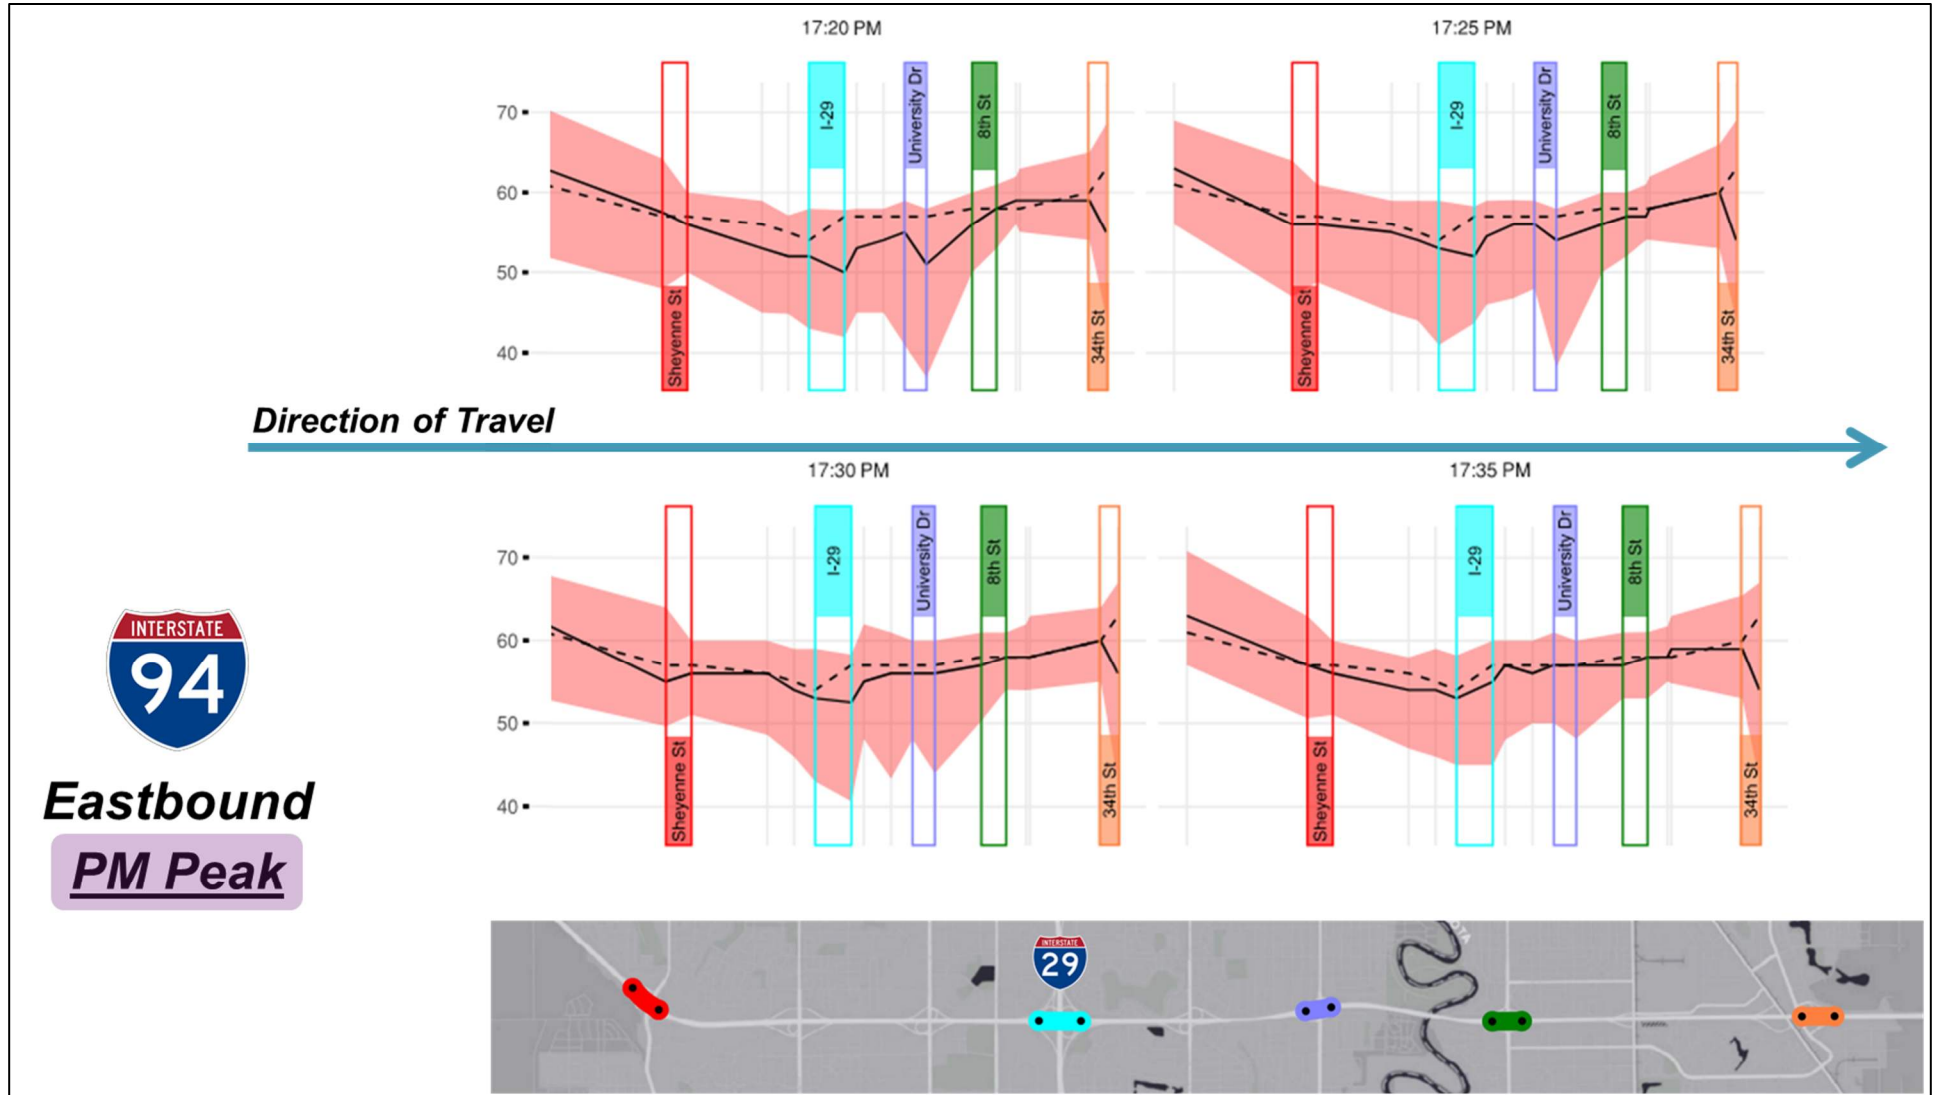 17:20 PM
17:25 PM
70
60
50
40
Sheyenne St
I-29
University Dr
8th St
34th St
Sheyenne St
I-29
University Dr
8th St
34th St
Direction of Travel
17:30 PM
17:35 PM
70
60
50
40
Sheyenne St
I-29
University Dr
8th St
34th St
Sheyenne St
I-29
University Dr
8th St
34th St
INTERSTATE
94
Eastbound
PM Peak
INTERSTATE
29